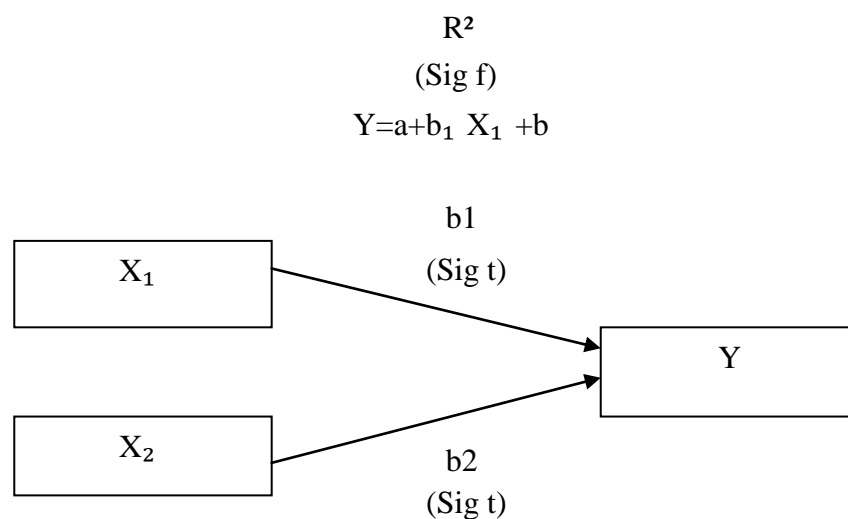 R²
(Sig f)
Y=a+b₁ X₁ +b
b1
(Sig t)
X₁
Y
X₂
b2
(Sig t)